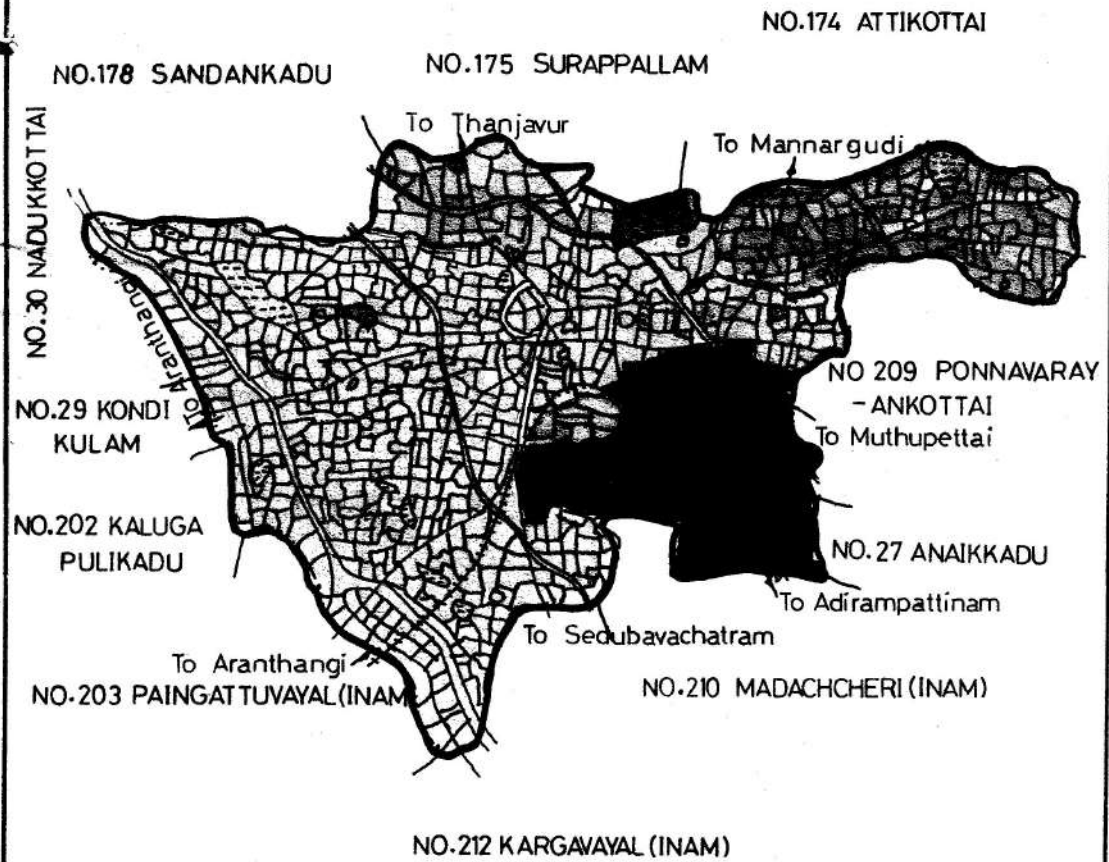 NO.174 ATTIKOTTAI
NO.178 SANDANKADU
NO.175 SURAPPALLAM
To Thanjavur
To Mannargudi
NO.30 NADUKKOTTAI
To Aranthangi
NO 209 PONNAVARAY
-ANKOTTAI
NO.29 KONDI
KULAM
To Muthupettai
NO.202 KALUGA
PULIKADU
NO.27 ANAIKKADU
To Adirampattinam
To Sedubavachatram
To Aranthangi
NO.203 PAINGATTUVAYAL(INAM
NO.210 MADACHCHERI(INAM)
NO.212 KARGAVAYAL(INAM)